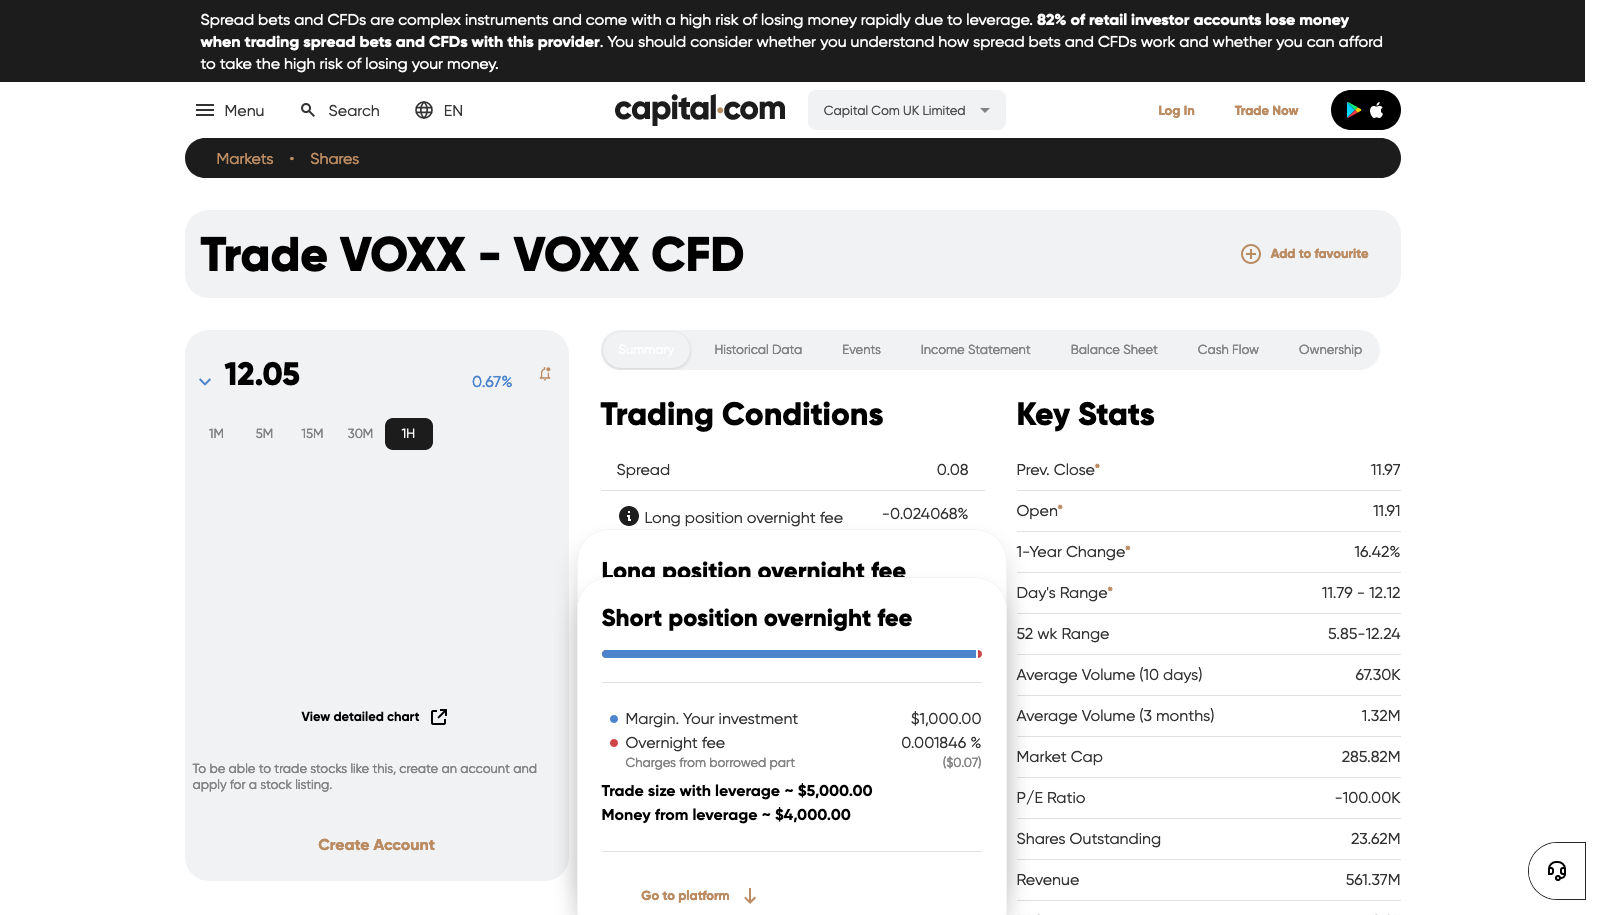 Spread bets and CFDs are complex instruments and come with a high risk of losing money rapidly due to leverage. 82% of retail investor accounts lose money
when trading spread bets and CFDs with this provider. You should consider whether you understand how spread bets and CFDs work and whether you can afford
to take the high risk of losing your money.
Menu Search EN capital.com Capital Com UK Limited Log In Trade Now
Markets • Shares
Trade VOXX - VOXX CFD
Add to favourite
12.05
0.67%
1M 5M 15M 30M 1H
View detailed chart
To be able to trade stocks like this, create an account and
apply for a stock listing.
Create Account
Summary Historical Data Events Income Statement Balance Sheet Cash Flow Ownership
Trading Conditions
Spread 0.08
Long position overnight fee -0.024068%
Long position overnight fee
Short position overnight fee
Margin. Your investment $1,000.00
Overnight fee 0.001846 %
Charges from borrowed part ($0.07)
Trade size with leverage ~ $5,000.00
Money from leverage ~ $4,000.00
Go to platform
Key Stats
Prev. Close* 11.97
Open* 11.91
1-Year Change* 16.42%
Day's Range* 11.79 - 12.12
52 wk Range 5.85-12.24
Average Volume (10 days) 67.30K
Average Volume (3 months) 1.32M
Market Cap 285.82M
P/E Ratio -100.00K
Shares Outstanding 23.62M
Revenue 561.37M